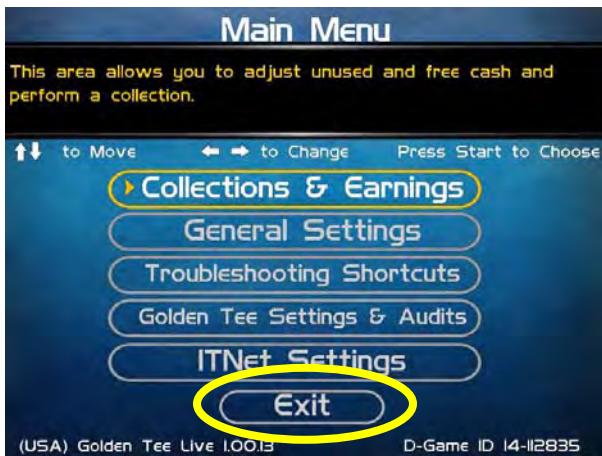 Main Menu
This area allows you to adjust unused and free cash and
perform a collection.
to Move to Change Press Start to Choose
Collections & Earnings
General Settings
Troubleshooting Shortcuts
Golden Tee Settings & Audits
ITNet Settings
Exit
(USA) Golden Tee Live 1.00.13 D-Game ID 14-112835